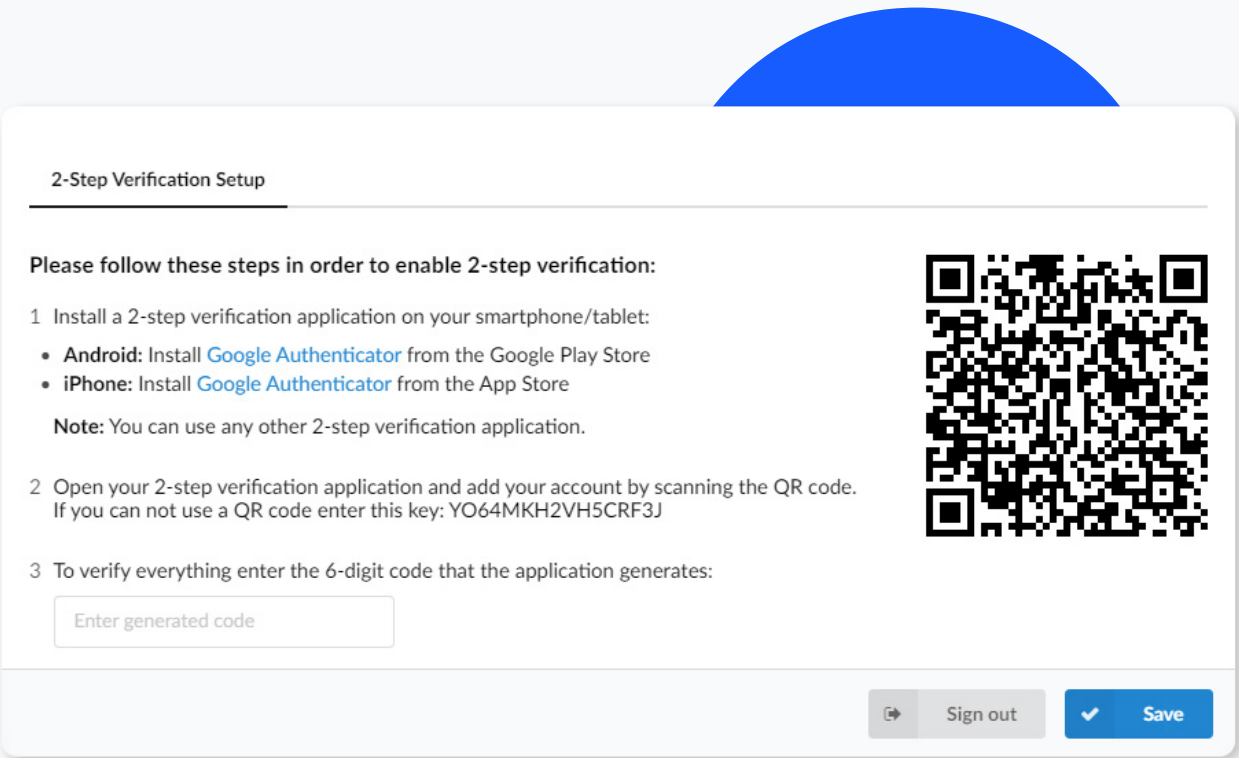 2-Step Verification Setup
Please follow these steps in order to enable 2-step verification:
1 Install a 2-step verification application on your smartphone/tablet:
• Android: Install Google Authenticator from the Google Play Store
• iPhone: Install Google Authenticator from the App Store
Note: You can use any other 2-step verification application.
2 Open your 2-step verification application and add your account by scanning the QR code.
If you can not use a QR code enter this key: YO64MKH2VH5CRF3J
3 To verify everything enter the 6-digit code that the application generates:
Enter generated code
Sign out
Save